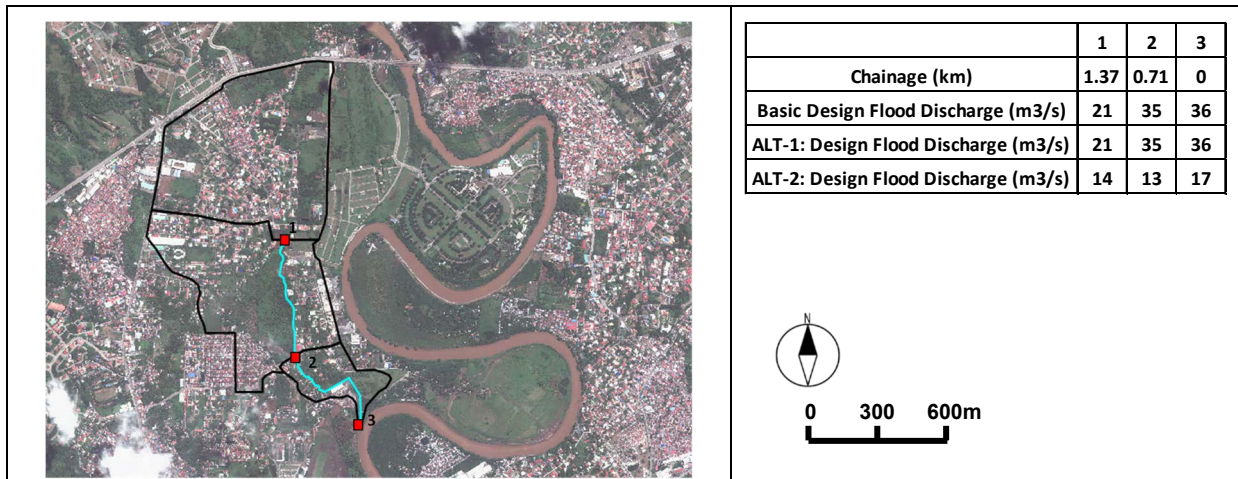 1
2
3
1 2 3
Chainage (km) 1.37 0.71 0
Basic Design Flood Discharge (m3/s) 21 35 36
ALT-1: Design Flood Discharge (m3/s) 21 35 36
ALT-2: Design Flood Discharge (m3/s) 14 13 17
N
0 300 600m